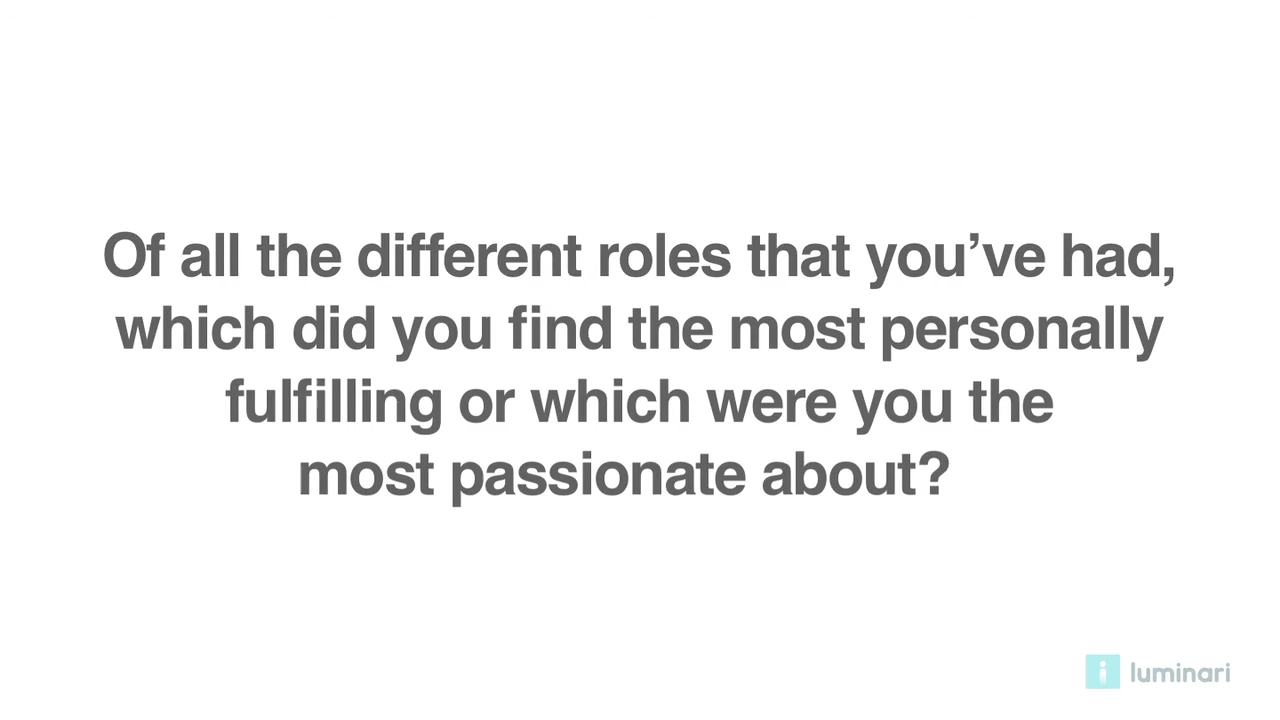 Of all the different roles that you’ve had,
which did you find the most personally
fulfilling or which were you the
most passionate about?
luminari